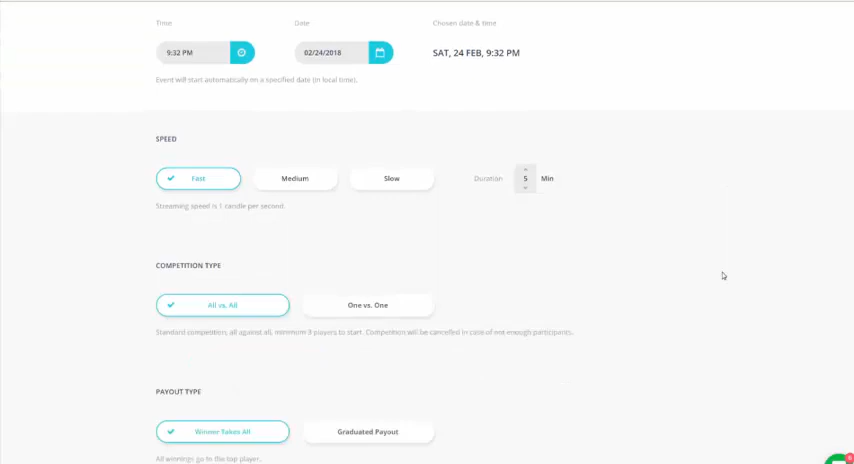 Time Date Chosen date & time
9:32 PM 02/24/2018 SAT, 24 FEB, 9:32 PM
Event will start automatically on a specified date (in local time).
SPEED
Fast Medium Slow Duration 5 Min
Streaming speed is 1 candle per second.
COMPETITION TYPE
All vs. All One vs. One
Standard competition, all against all, minimum 3 players to start. Competition will be cancelled in case of not enough participants.
PAYOUT TYPE
Winner Takes All Graduated Payout
All winnings go to the top player.